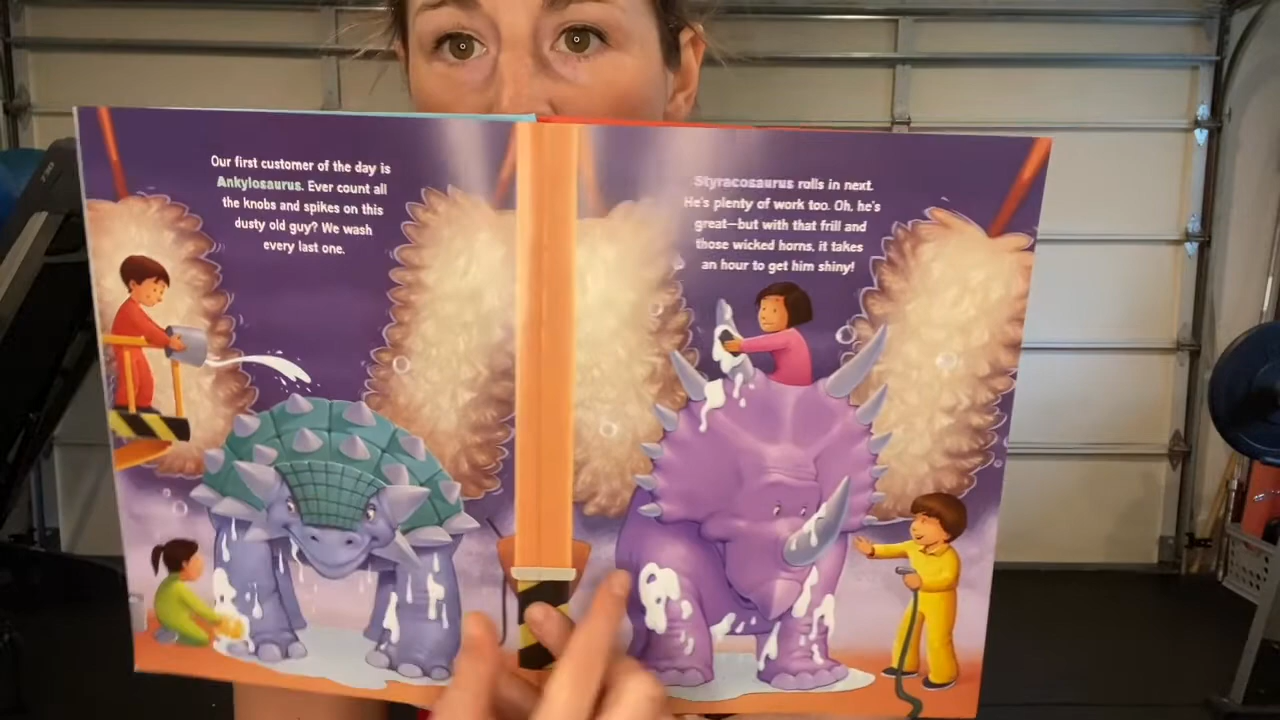 Our first customer of the day is
Ankylosaurus. Ever count all
the knobs and spikes on this
dusty old guy? We wash
every last one.
Styracosaurus rolls in next.
He's plenty of work too. Oh, he's
great—but with that frill and
those wicked horns, it takes
an hour to get him shiny!